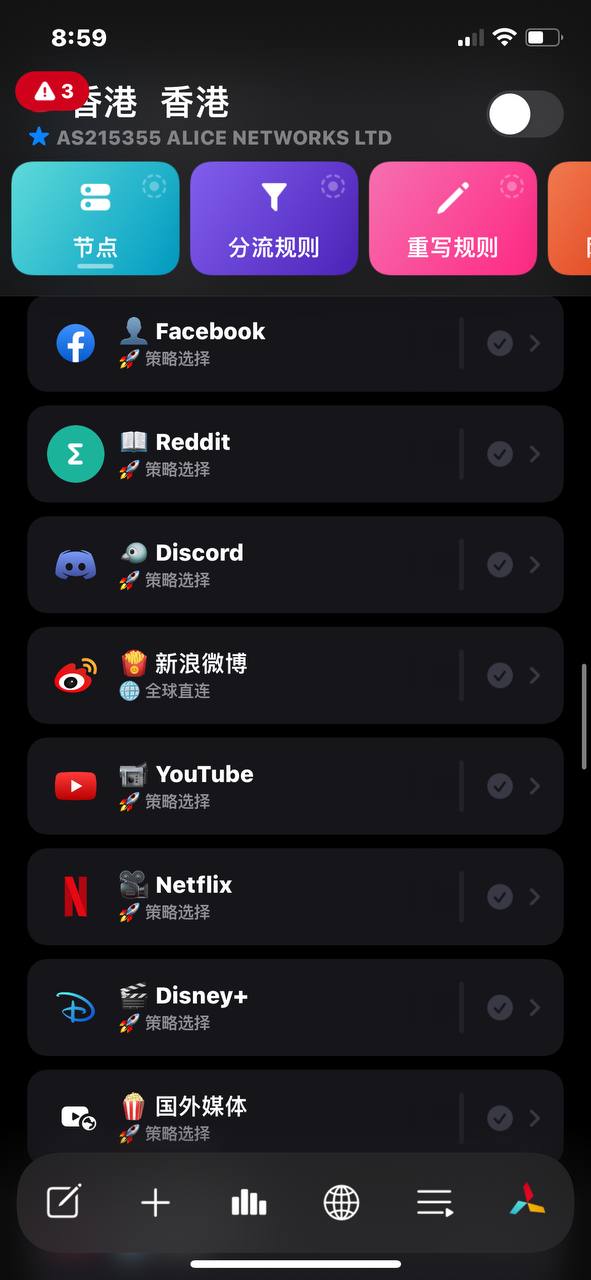 8:59
3
香港 香港
AS215355 ALICE NETWORKS LTD
节点
分流规则
重写规则
Facebook
策略选择
Reddit
策略选择
Discord
策略选择
新浪微博
全球直连
YouTube
策略选择
Netflix
策略选择
Disney+
策略选择
国外媒体
策略选择